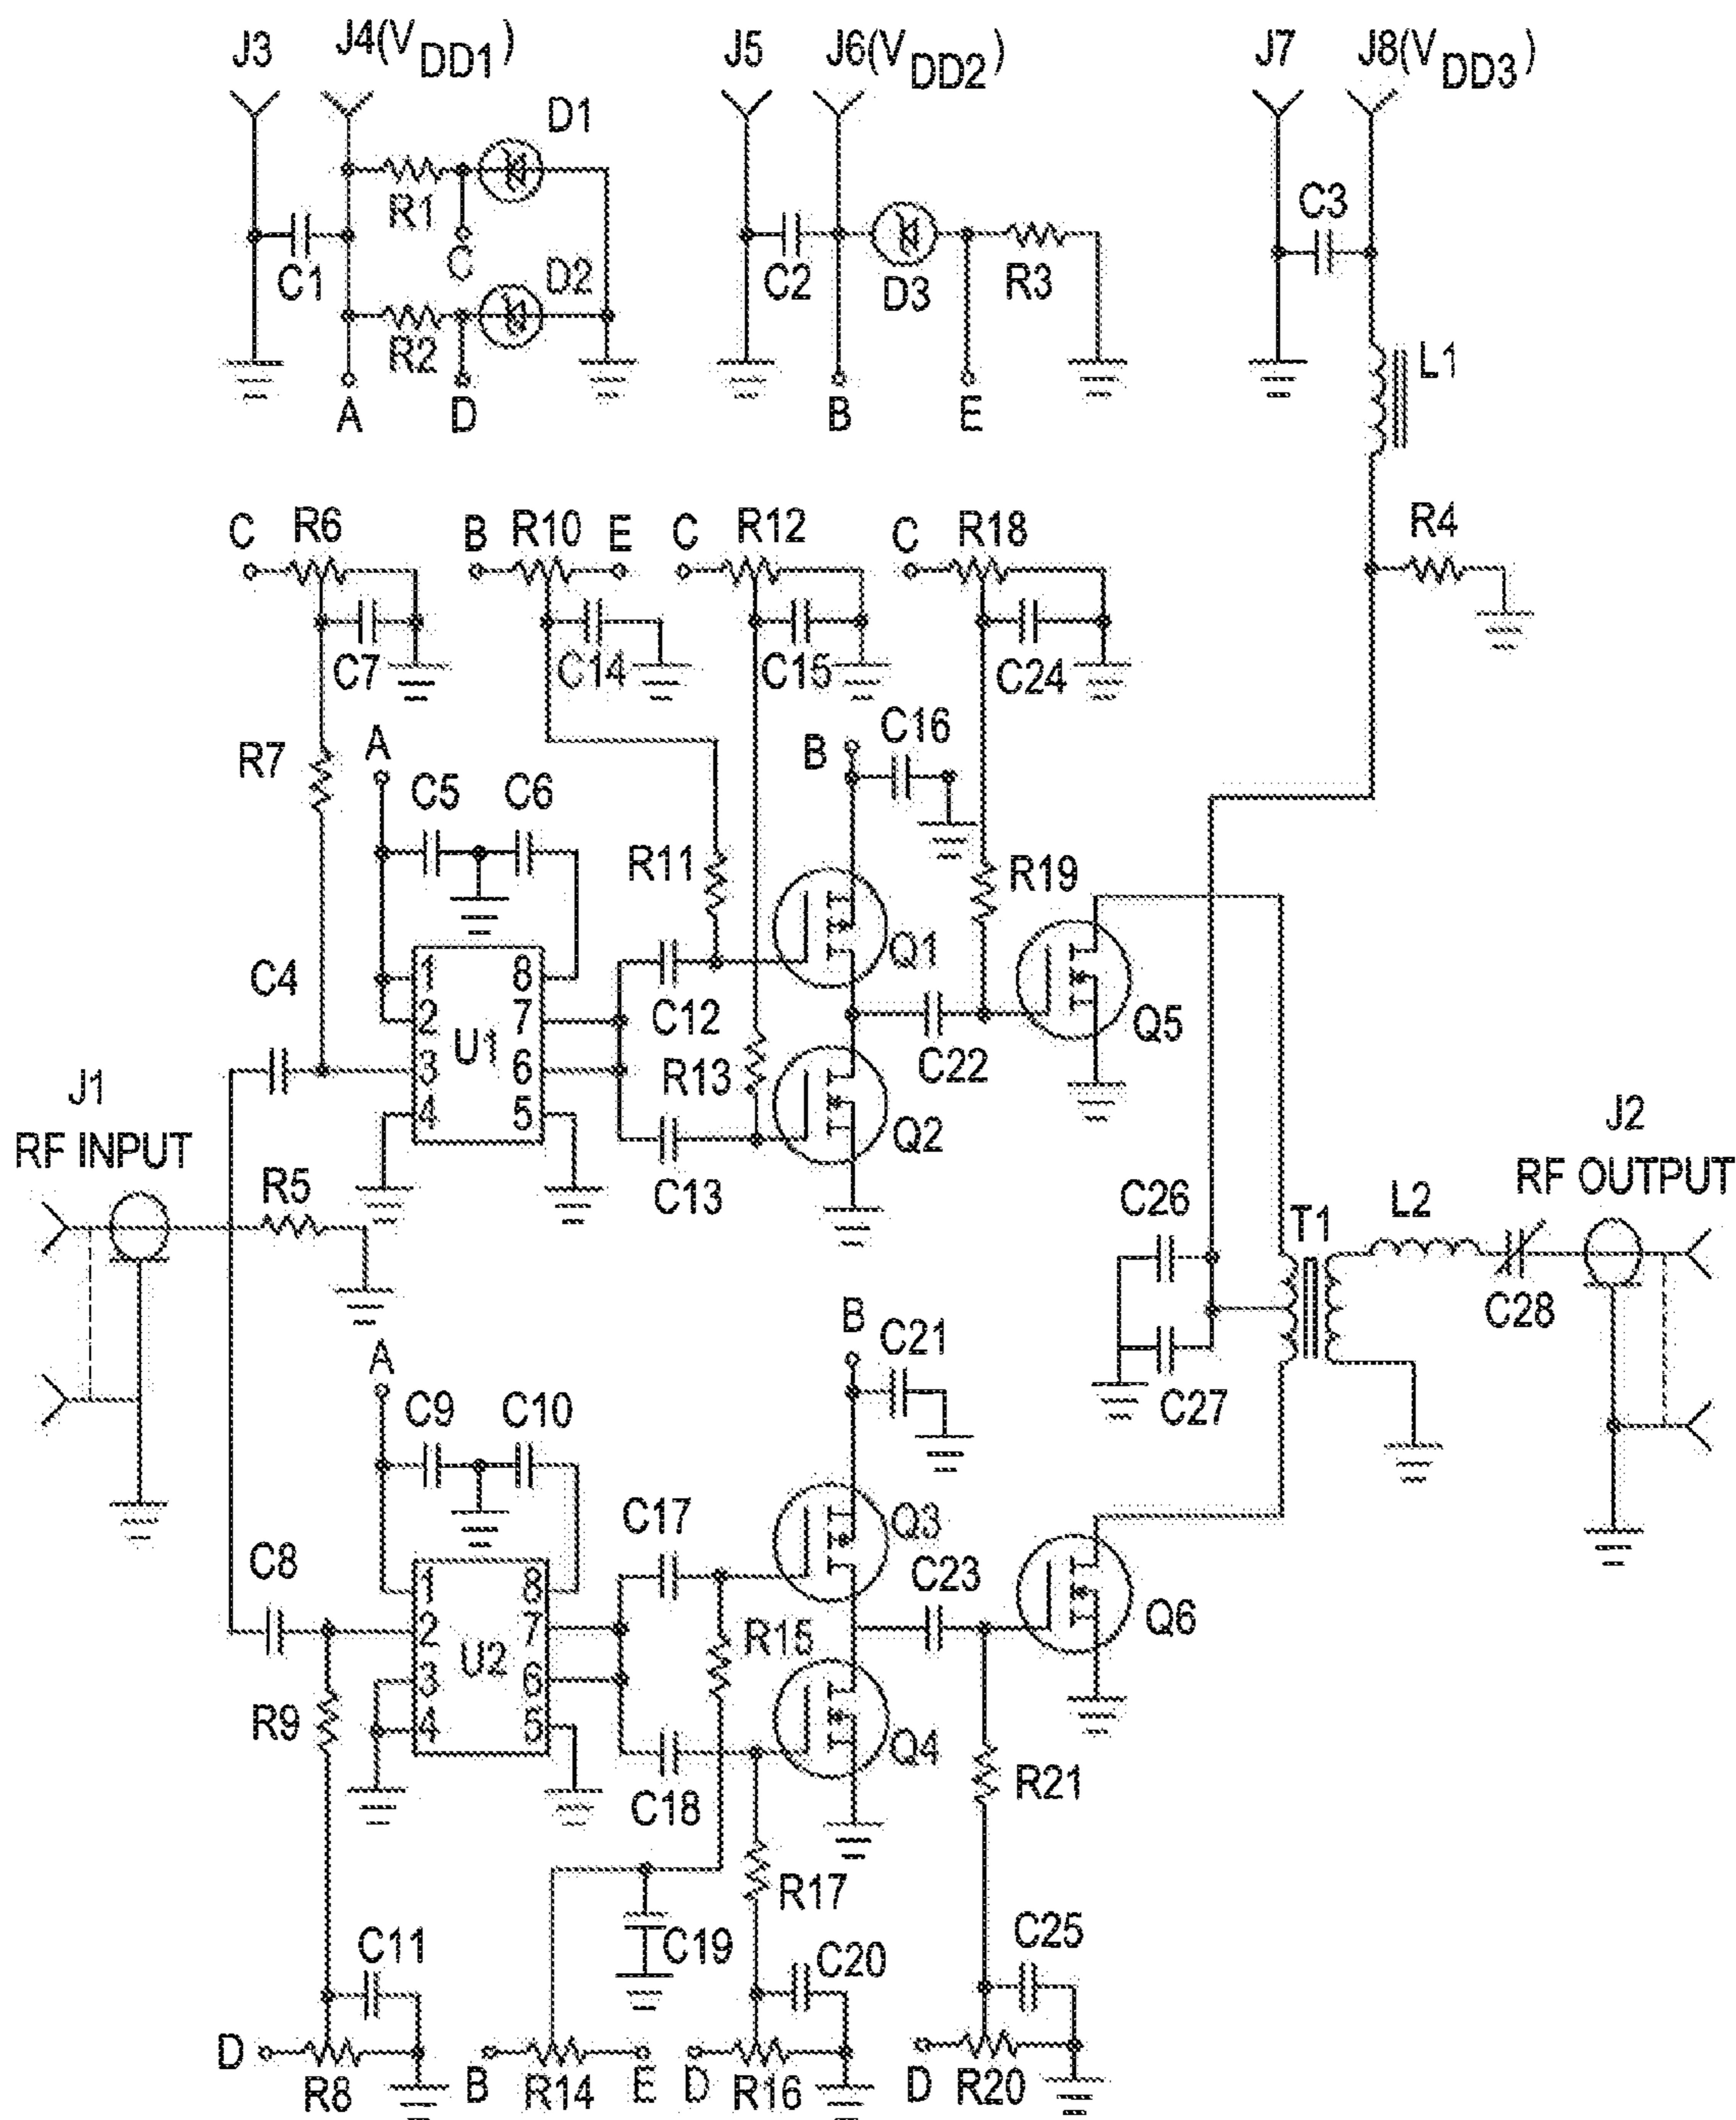 J3 J4(VDD1) J5 J6(VDD2) J7 J8(VDD3)
D1
R1 C3
C
C1 D2 C2 D3 R3
R2 L1
A D B E
C R6 B R10 E C R12 C R18 R4
C7 C14 C15 C24
A B C16
R7
C5 C6
R11 R19
C4 1 8 Q1
2 7 C12 Q5
U1
3 6 R13 C22
J1 4 5 Q2 J2
RF INPUT R5 C13 C26 RF OUTPUT
T1 L2
B C21 C28
A
C9 C10 C27
C17 Q3
C8 1 8 C23
2 7 R15 Q6
U2
R9 3 6
4 5 Q4
C18 R21
R17
C11 C19 C20 C25
D R8 B R14 E D R16 D R20